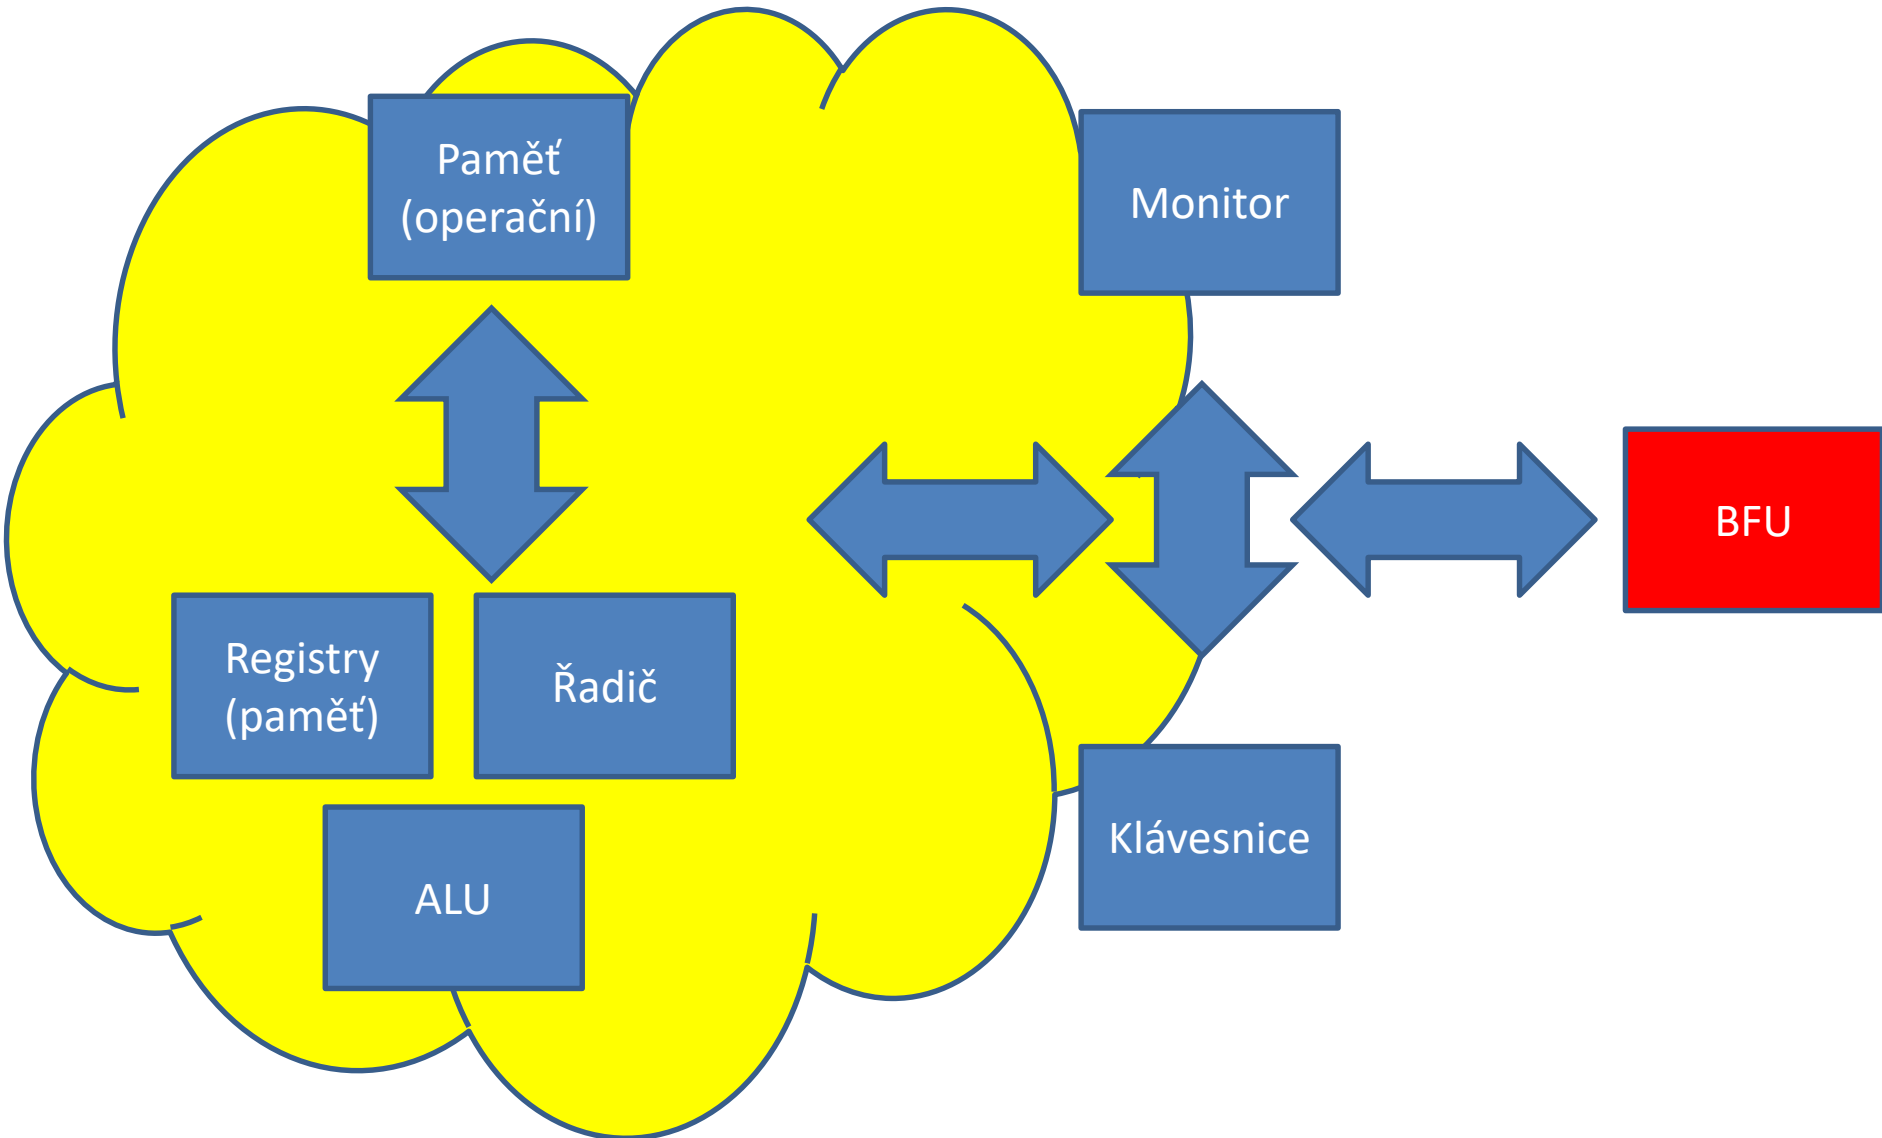 Paměť
(operační)
Monitor
BFU
Registry
(paměť)
Řadič
Klávesnice
ALU